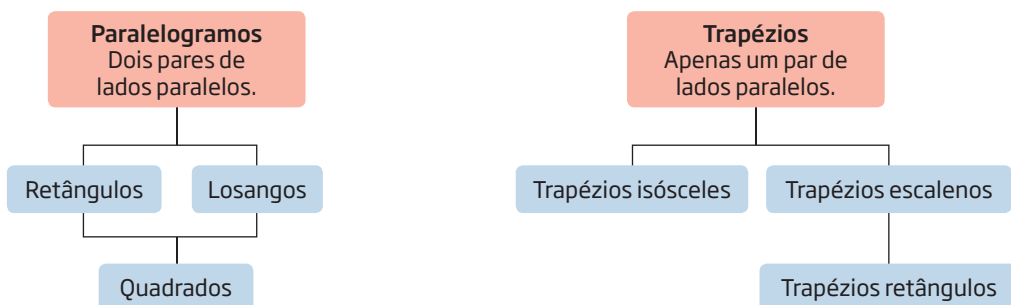 Paralelogramos
Dois pares de
lados paralelos.
Retângulos
Losangos
Quadrados
Trapézios
Apenas um par de
lados paralelos.
Trapézios isósceles
Trapézios escalenos
Trapézios retângulos